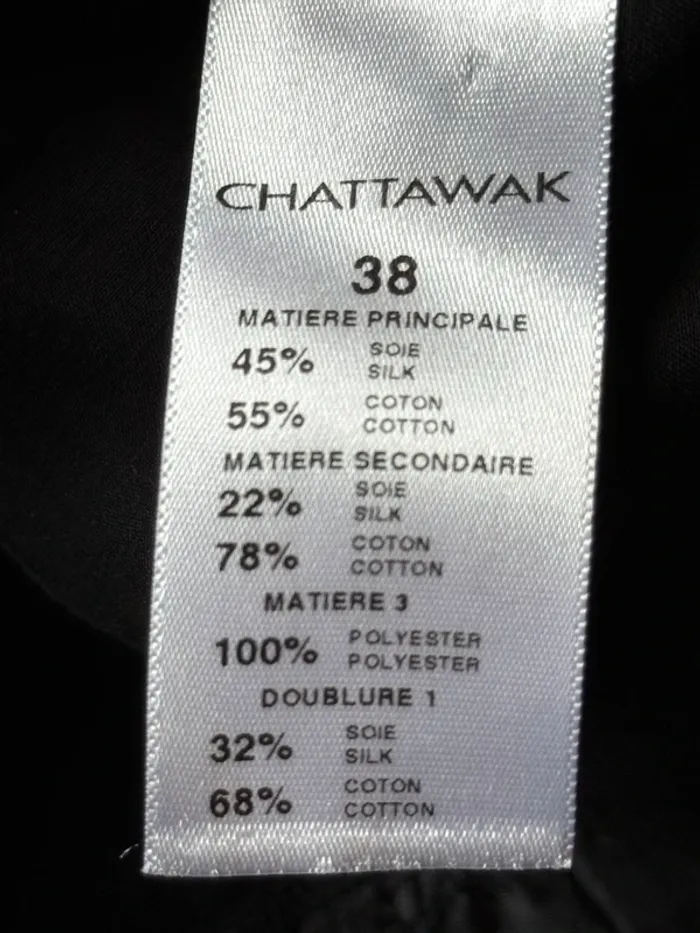 CHATTAWAK
38
MATIERE PRINCIPALE
45% SOIE
SILK
55% COTON
COTTON
MATIERE SECONDAIRE
22% SOIE
SILK
78% COTON
COTTON
MATIERE 3
100% POLYESTER
POLYESTER
DOUBLURE 1
32% SOIE
SILK
68% COTON
COTTON